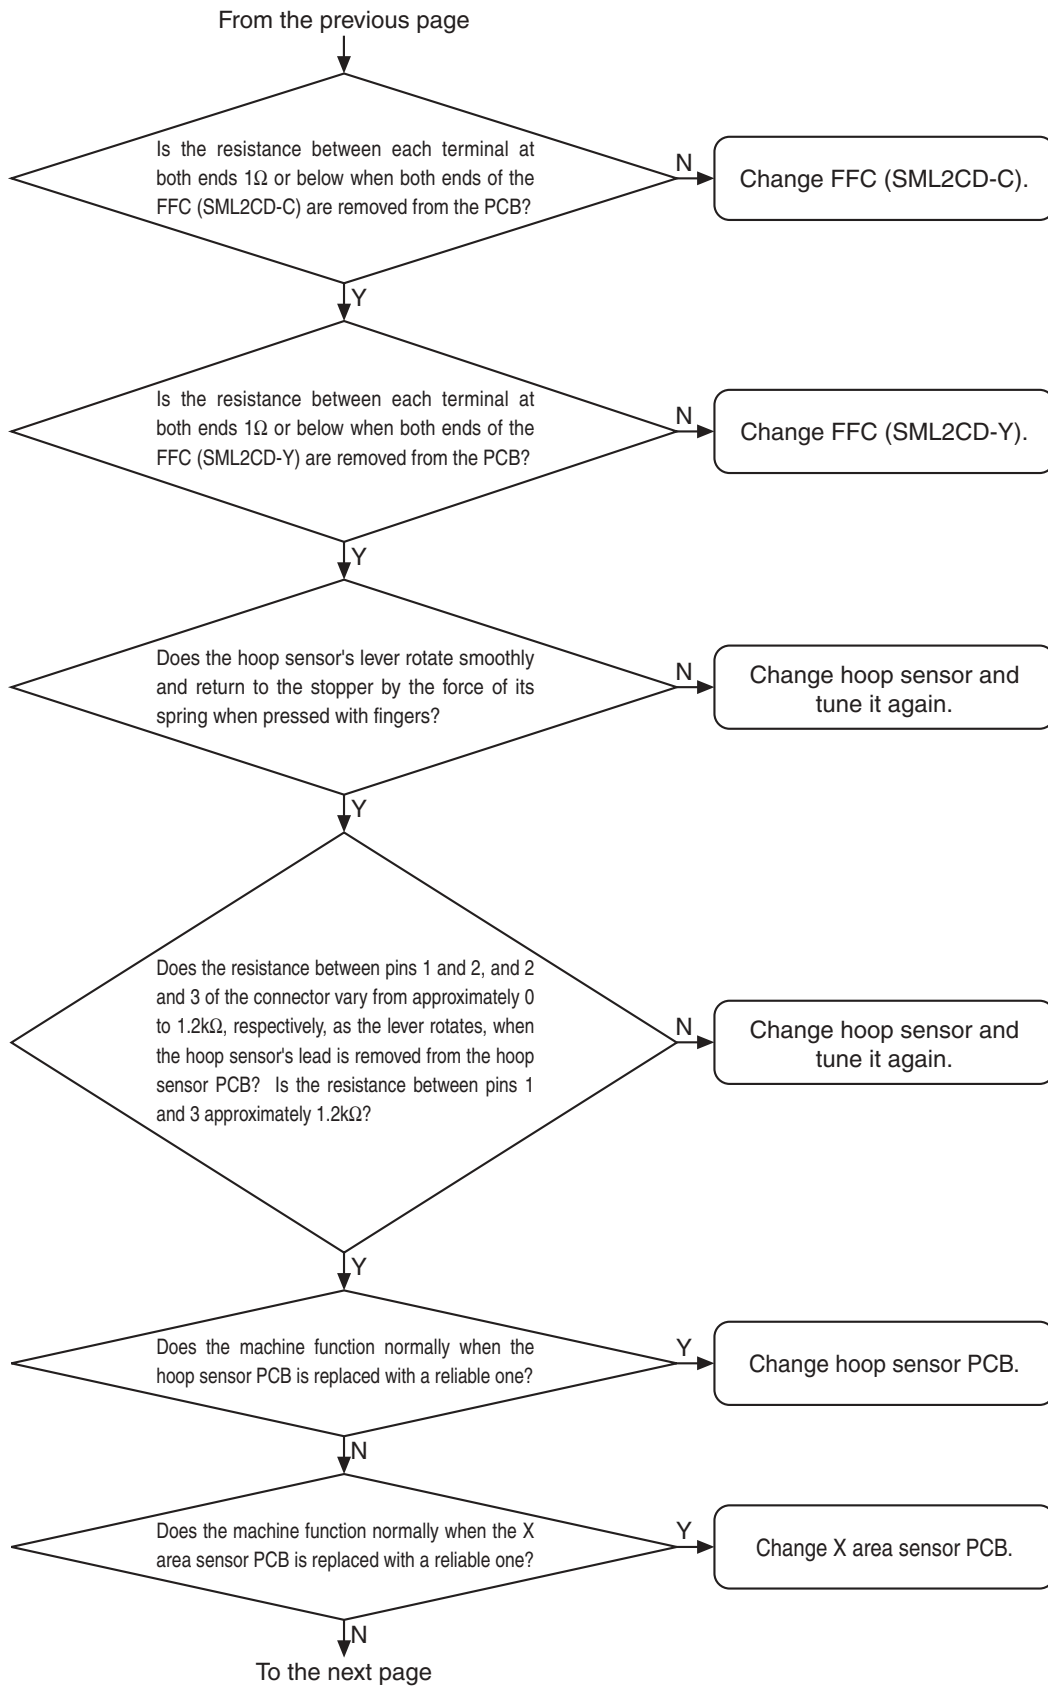 From the previous page
Is the resistance between each terminal at
both ends 1Ω or below when both ends of the
FFC (SML2CD-C) are removed from the PCB?
N
Change FFC (SML2CD-C).
Y
Is the resistance between each terminal at
both ends 1Ω or below when both ends of the
FFC (SML2CD-Y) are removed from the PCB?
N
Change FFC (SML2CD-Y).
Y
Does the hoop sensor's lever rotate smoothly
and return to the stopper by the force of its
spring when pressed with fingers?
N
Change hoop sensor and
tune it again.
Y
Does the resistance between pins 1 and 2, and 2
and 3 of the connector vary from approximately 0
to 1.2kΩ, respectively, as the lever rotates, when
the hoop sensor's lead is removed from the hoop
sensor PCB? Is the resistance between pins 1
and 3 approximately 1.2kΩ?
N
Change hoop sensor and
tune it again.
Y
Does the machine function normally when the
hoop sensor PCB is replaced with a reliable one?
Y
Change hoop sensor PCB.
N
Does the machine function normally when the X
area sensor PCB is replaced with a reliable one?
Y
Change X area sensor PCB.
N
To the next page